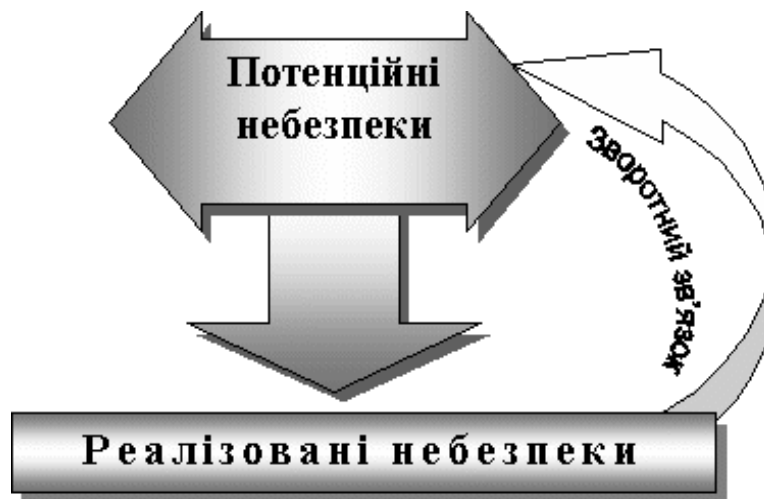 Потенційні
небезпеки
Зворотний зв'язок
Реалізовані небезпеки